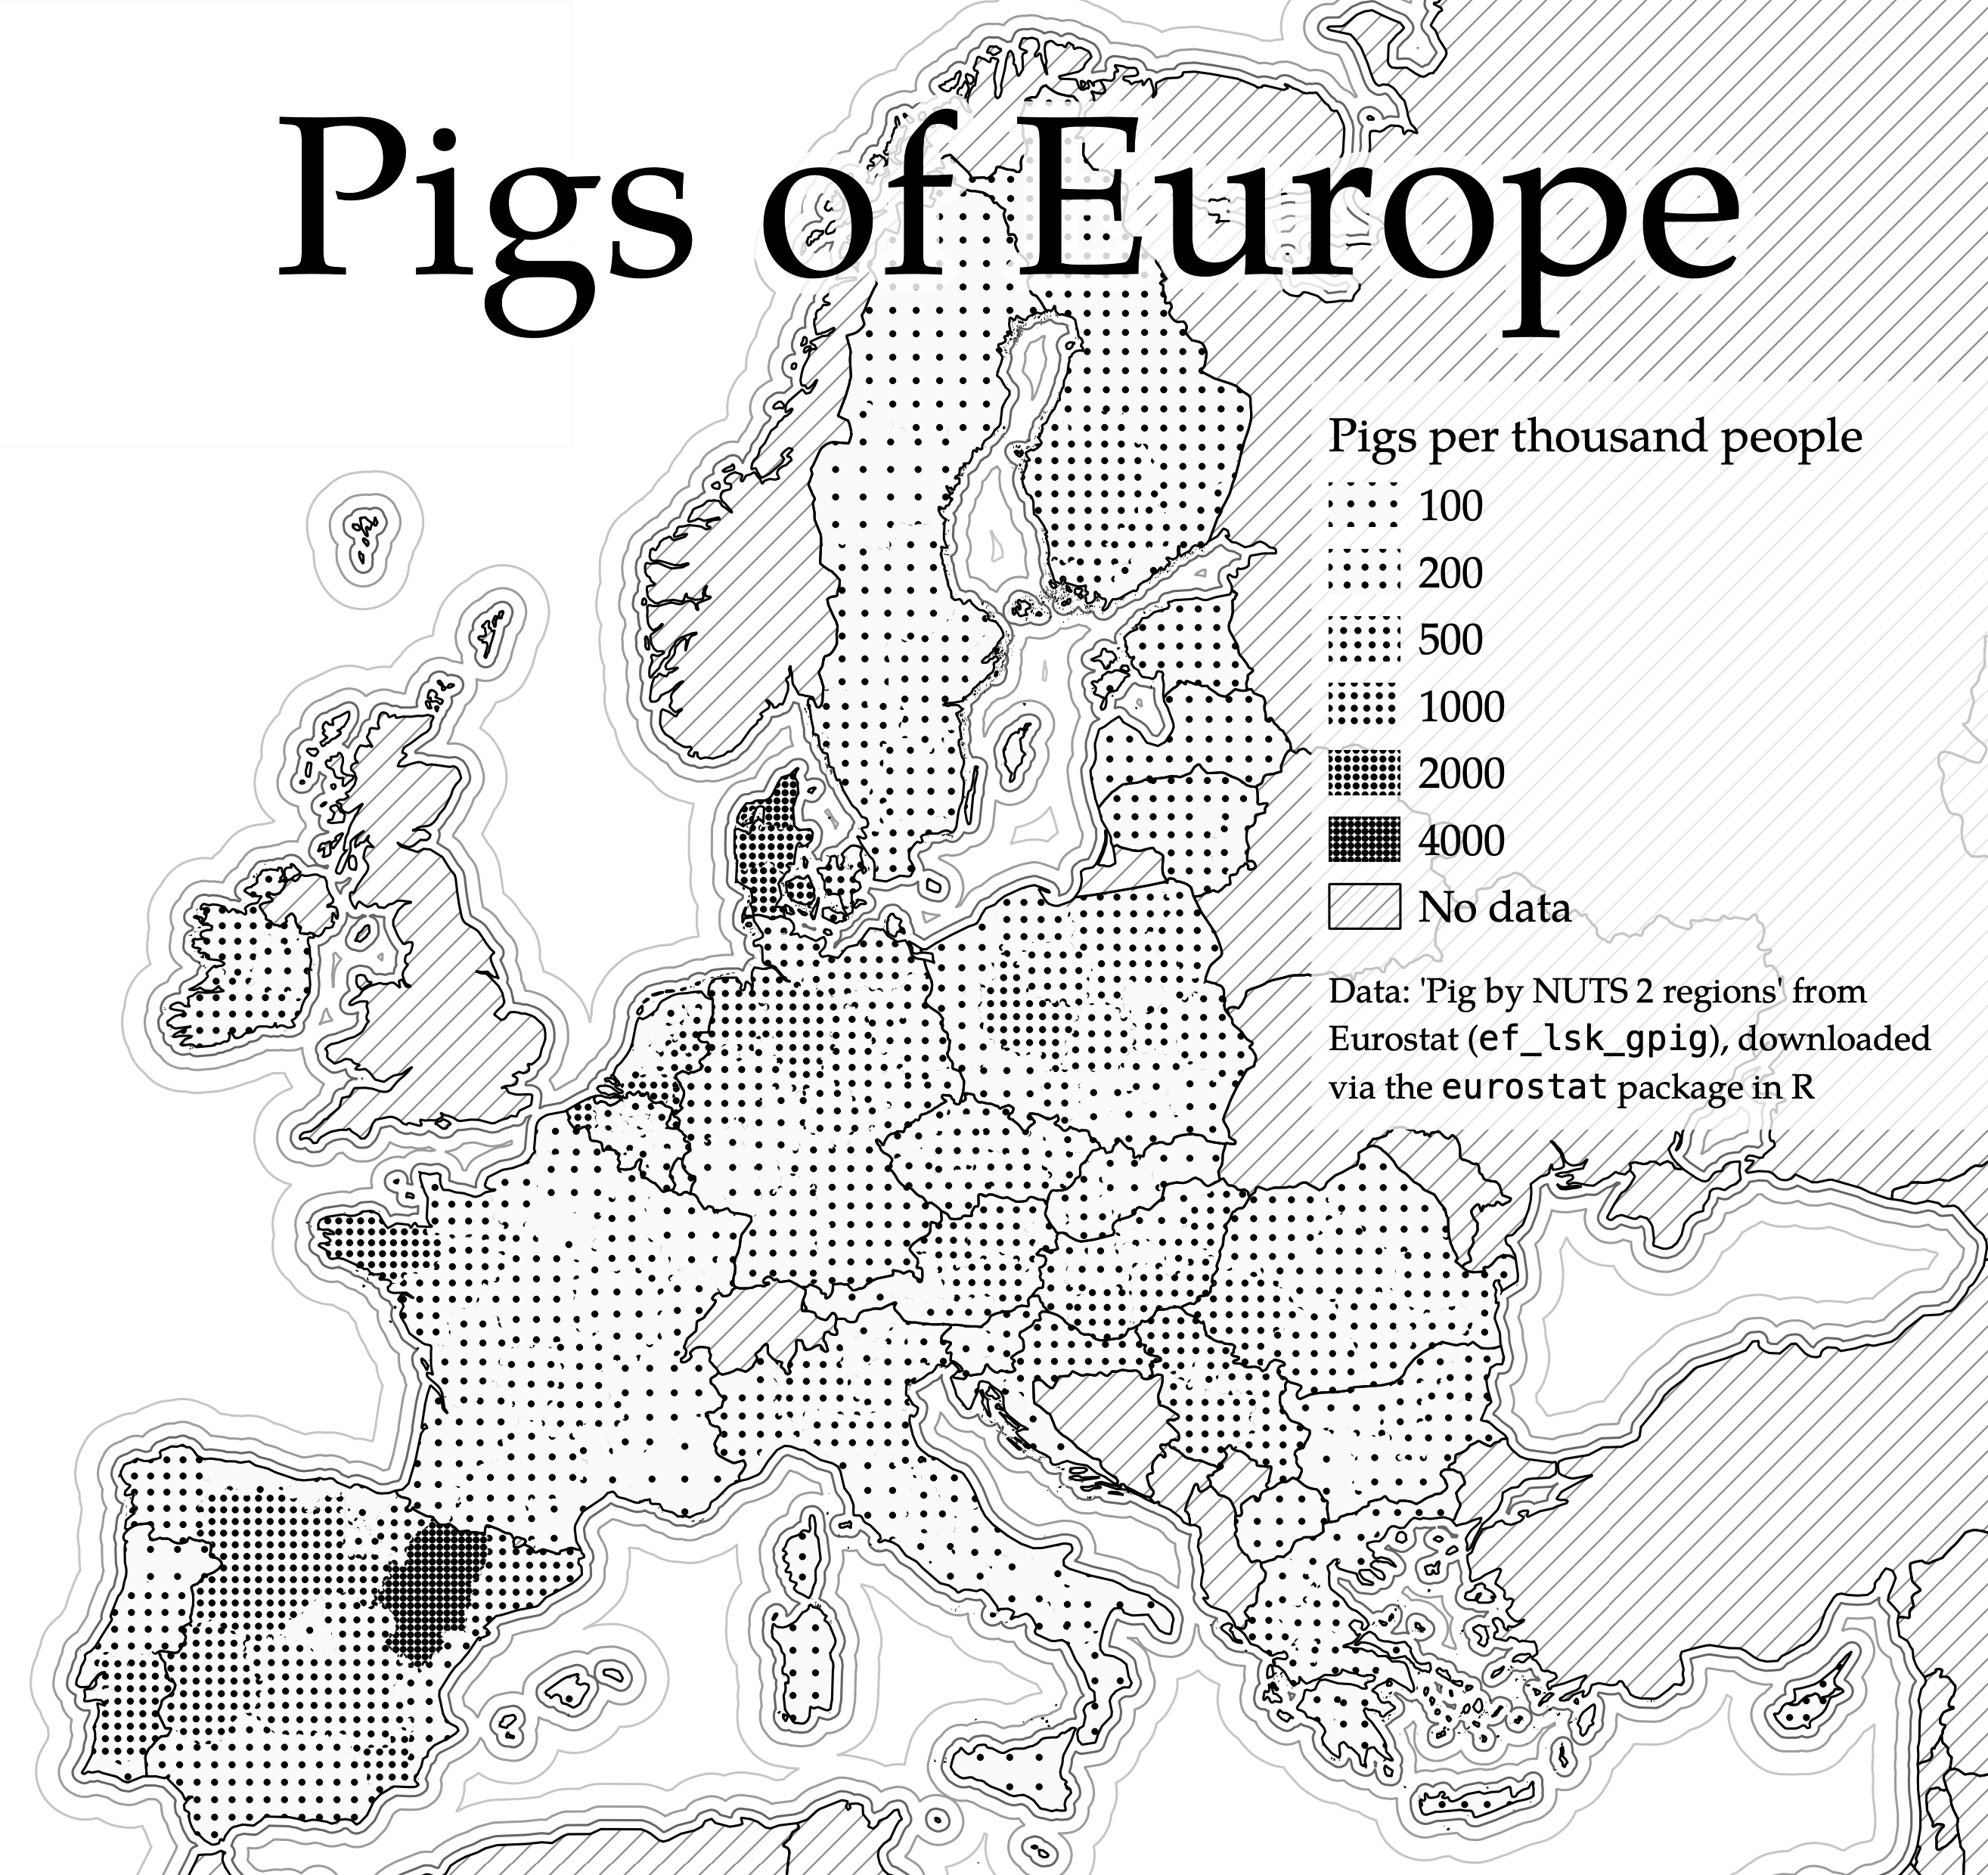 Pigs of Europe
Pigs per thousand people
100
200
500
1000
2000
4000
No data
Data: 'Pig by NUTS 2 regions' from
Eurostat (ef_lsk_gpig), downloaded
via the eurostat package in R